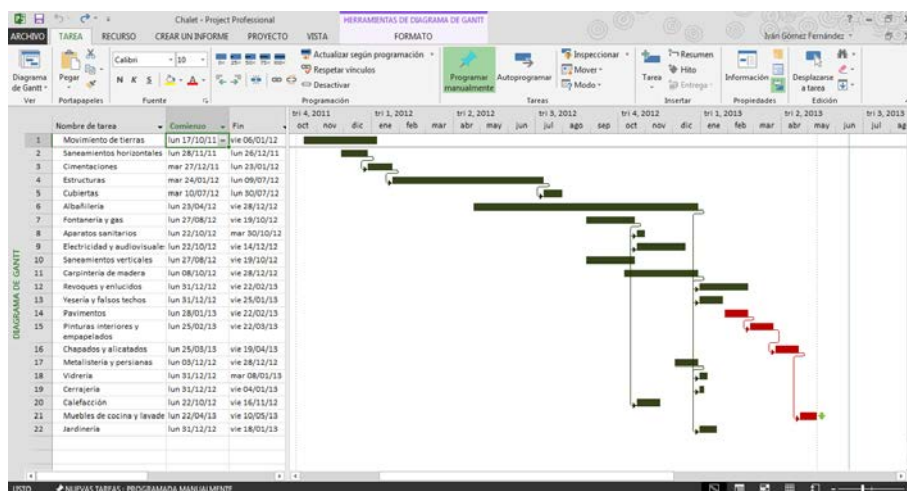 Chalet - Project Professional
HERRAMIENTAS DE DIAGRAMA DE GANTT
?
ARCHIVO TAREA RECURSO CREAR UN INFORME PROYECTO VISTA FORMATO
Iván Gómez Fernández
Diagrama de Gantt
Ver
Pegar
Portapapeles
Calibri 10
N K S
Fuente
Actualizar según programación
Respetar vínculos
Desactivar
Programación
Programar manualmente
Autoprogramar
Inspeccionar
Mover
Modo
Tareas
Tarea
Resumen
Hito
Entrega
Insertar
Información
Propiedades
Desplazarse a tarea
Edición
Nombre de tarea Comienzo Fin
tri 4, 2011 tri 1, 2012 tri 2, 2012 tri 3, 2012 tri 4, 2012 tri 1, 2013 tri 2, 2013 tri 3, 2013
oct nov dic ene feb mar abr may jun jul ago sep oct nov dic ene feb mar abr may jun jul ag
1 Movimiento de tierras lun 17/10/11 vie 06/01/12
2 Saneamientos horizontales lun 28/11/11 lun 26/12/11
3 Cimentaciones mar 27/12/11 lun 23/01/12
4 Estructuras mar 24/01/12 lun 09/07/12
5 Cubiertas mar 10/07/12 lun 30/07/12
6 Albañilería lun 23/04/12 vie 28/12/12
7 Fontanería y gas lun 27/08/12 vie 19/10/12
8 Aparatos sanitarios lun 22/10/12 mar 30/10/12
9 Electricidad y audiovisuale lun 22/10/12 vie 14/12/12
10 Saneamientos verticales lun 27/08/12 vie 19/10/12
11 Carpintería de madera lun 08/10/12 vie 28/12/12
12 Revoques y enlucidos lun 31/12/12 vie 22/02/13
13 Yesería y falsos techos lun 31/12/12 vie 25/01/13
14 Pavimentos lun 28/01/13 vie 22/02/13
15 Pinturas interiores y empapelados lun 25/02/13 vie 22/03/13
16 Chapados y alicatados lun 25/03/13 vie 19/04/13
17 Metalistería y persianas lun 03/12/12 vie 28/12/12
18 Vidrería lun 31/12/12 mar 08/01/13
19 Cerrajería lun 31/12/12 vie 04/01/13
20 Calefacción lun 22/10/12 vie 16/11/12
21 Muebles de cocina y lavade lun 22/04/13 vie 10/05/13
22 Jardinería lun 31/12/12 vie 18/01/13
DIAGRAMA DE GANTT
LISTO NUEVAS TAREAS : PROGRAMADA MANUALMENTE